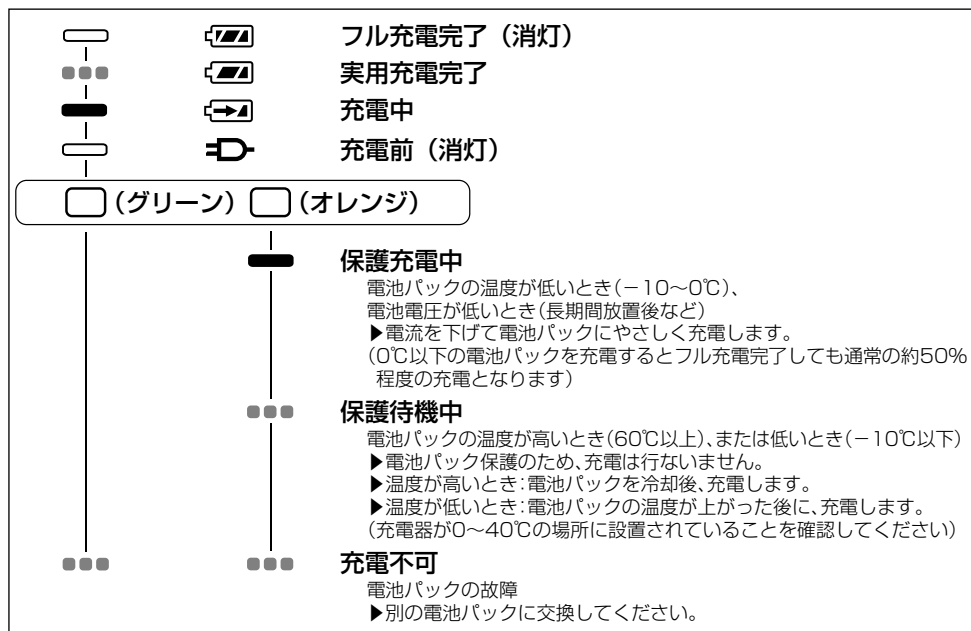 フル充電完了（消灯）
実用充電完了
充電中
充電前（消灯）
（グリーン） （オレンジ）
保護充電中
電池パックの温度が低いとき（－10～0℃）、
電池電圧が低いとき（長期間放置後など）
▶電流を下げて電池パックにやさしく充電します。
（0℃以下の電池パックを充電するとフル充電完了しても通常の約50%
程度の充電となります）
保護待機中
電池パックの温度が高いとき（60℃以上）、または低いとき（－10℃以下）
▶電池パック保護のため、充電は行ないません。
▶温度が高いとき：電池パックを冷却後、充電します。
▶温度が低いとき：電池パックの温度が上がった後に、充電します。
（充電器が0～40℃の場所に設置されていることを確認してください）
充電不可
電池パックの故障
▶別の電池パックに交換してください。